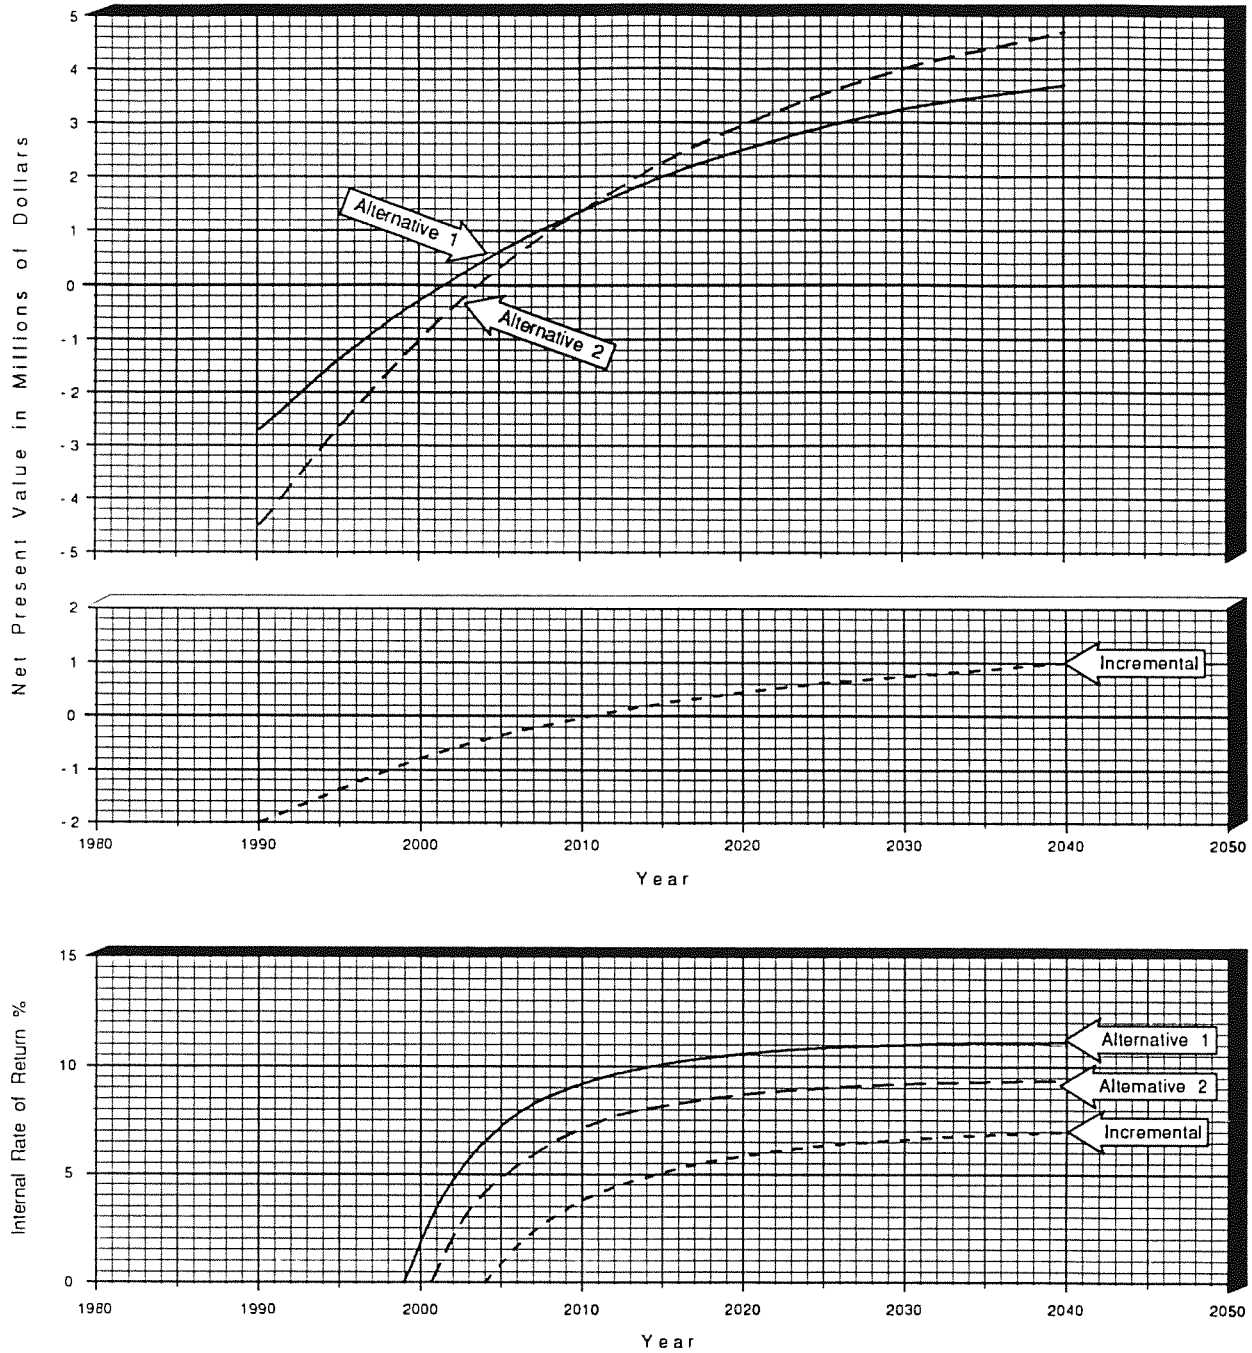 Net Present Value in Millions of Dollars
5
4
3
2
1
0
- 1
- 2
- 3
- 4
- 5
Alternative 1
Alternative 2
2
1
0
- 1
- 2
Incremental
1980 1990 2000 2010 2020 2030 2040 2050
Year
Internal Rate of Return %
15
10
5
0
Alternative 1
Alternative 2
Incremental
1980 1990 2000 2010 2020 2030 2040 2050
Year